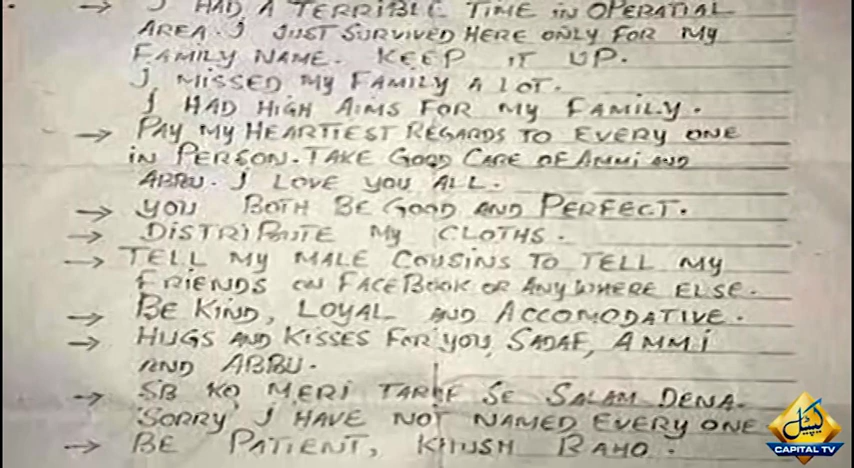 → I HAD A TERRIBLE TIME IN OPERATIAL
AREA. I JUST SURVIVED HERE ONLY FOR MY
FAMILY NAME. KEEP IT UP.
I MISSED MY FAMILY A LOT.
I HAD HIGH AIMS FOR MY FAMILY.
→ PAY MY HEARTIEST REGARDS TO EVERY ONE
IN PERSON. TAKE GOOD CARE OF AMMI AND
ABBU. I LOVE YOU ALL.
→ YOU BOTH BE GOOD AND PERFECT.
→ DISTRIBUTE MY CLOTHS.
→ TELL MY MALE COUSINS TO TELL MY
FRIENDS ON FACEBOOK OR ANYWHERE ELSE.
→ BE KIND, LOYAL AND ACCOMODATIVE.
→ HUGS AND KISSES FOR YOU, SADAF, AMMI
AND ABBU.
→ SB KO MERI TAREF SE SALAM DENA.
SORRY, I HAVE NOT NAMED EVERY ONE
→ BE PATIENT, KHUSH RAHO.
کیپیٹل
CAPITAL TV